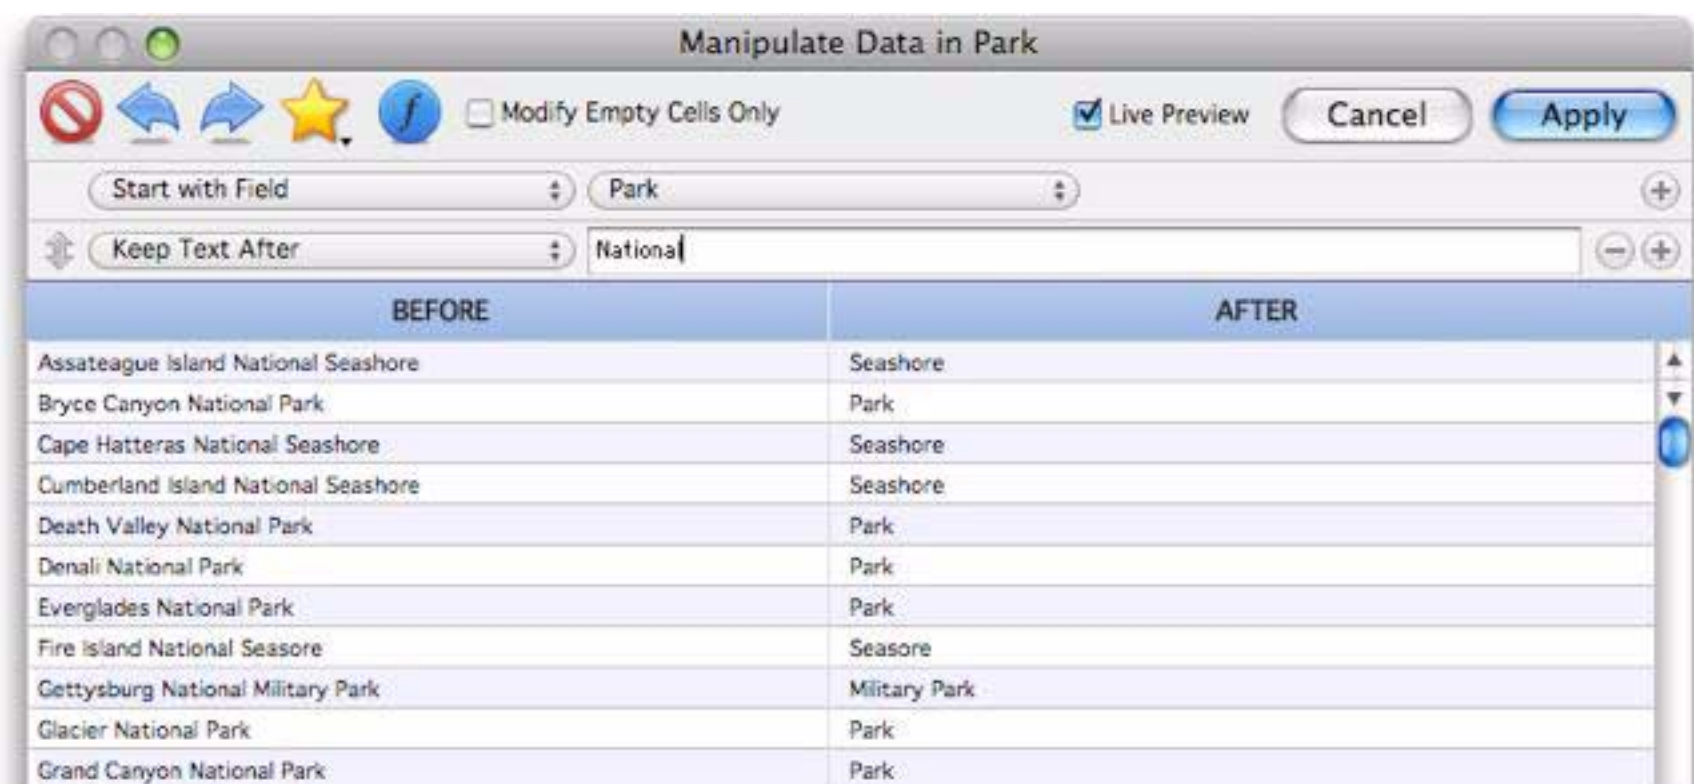 Manipulate Data in Park
f Modify Empty Cells Only Live Preview Cancel Apply
Start with Field Park
Keep Text After National
BEFORE AFTER
Assateague Island National Seashore Seashore
Bryce Canyon National Park Park
Cape Hatteras National Seashore Seashore
Cumberland Island National Seashore Seashore
Death Valley National Park Park
Denali National Park Park
Everglades National Park Park
Fire Island National Seasore Seasore
Gettysburg National Military Park Military Park
Glacier National Park Park
Grand Canyon National Park Park